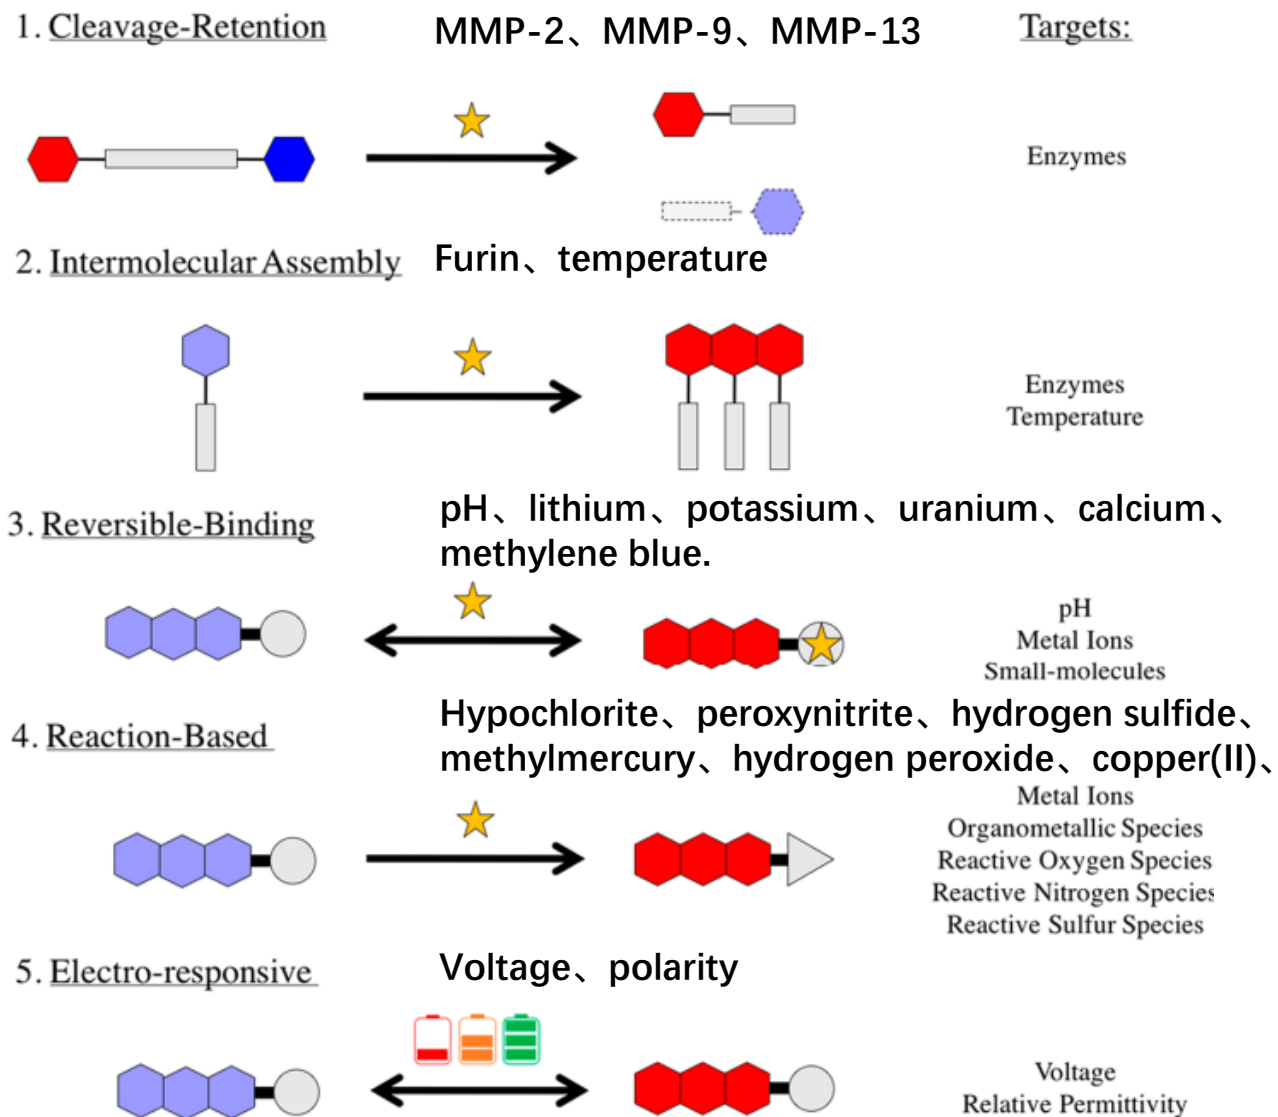 1. Cleavage-Retention
MMP-2、MMP-9、MMP-13
Targets:
Enzymes
2. Intermolecular Assembly
Furin、temperature
Enzymes
Temperature
3. Reversible-Binding
pH、lithium、potassium、uranium、calcium、
methylene blue.
pH
Metal Ions
Small-molecules
4. Reaction-Based
Hypochlorite、peroxynitrite、hydrogen sulfide、
methylmercury、hydrogen peroxide、copper(II)、
Metal Ions
Organometallic Species
Reactive Oxygen Species
Reactive Nitrogen Species
Reactive Sulfur Species
5. Electro-responsive
Voltage、polarity
Voltage
Relative Permittivity